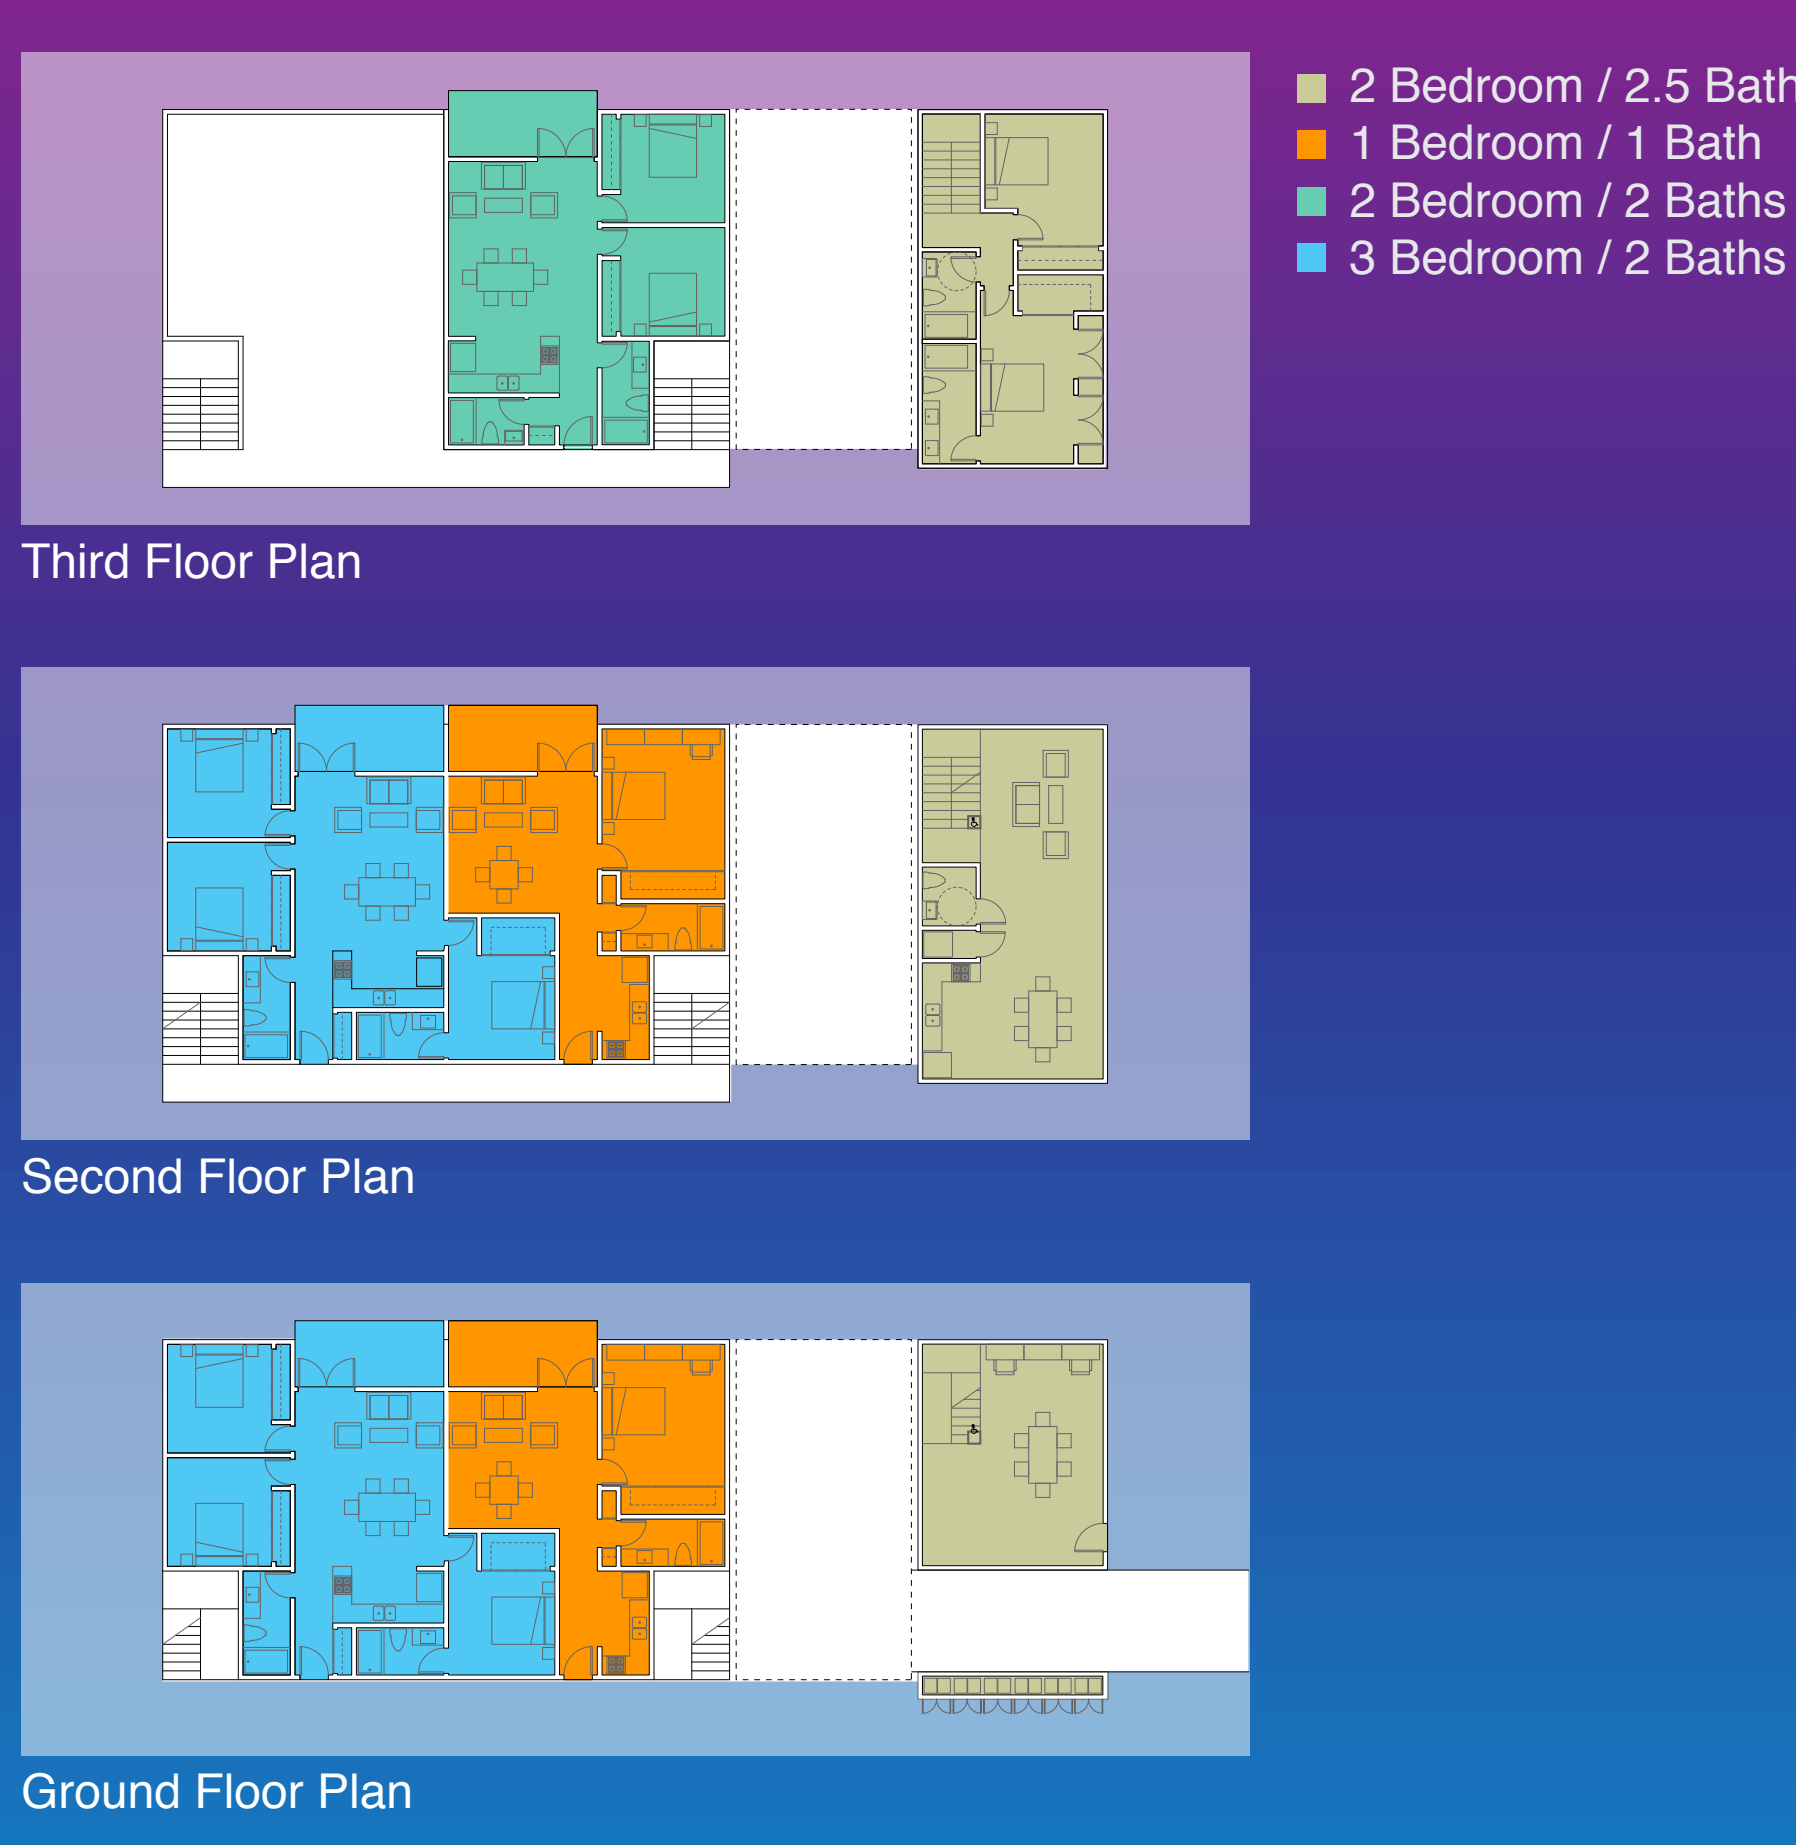 2 Bedroom / 2.5 Bath
1 Bedroom / 1 Bath
2 Bedroom / 2 Baths
3 Bedroom / 2 Baths
Third Floor Plan
Second Floor Plan
Ground Floor Plan